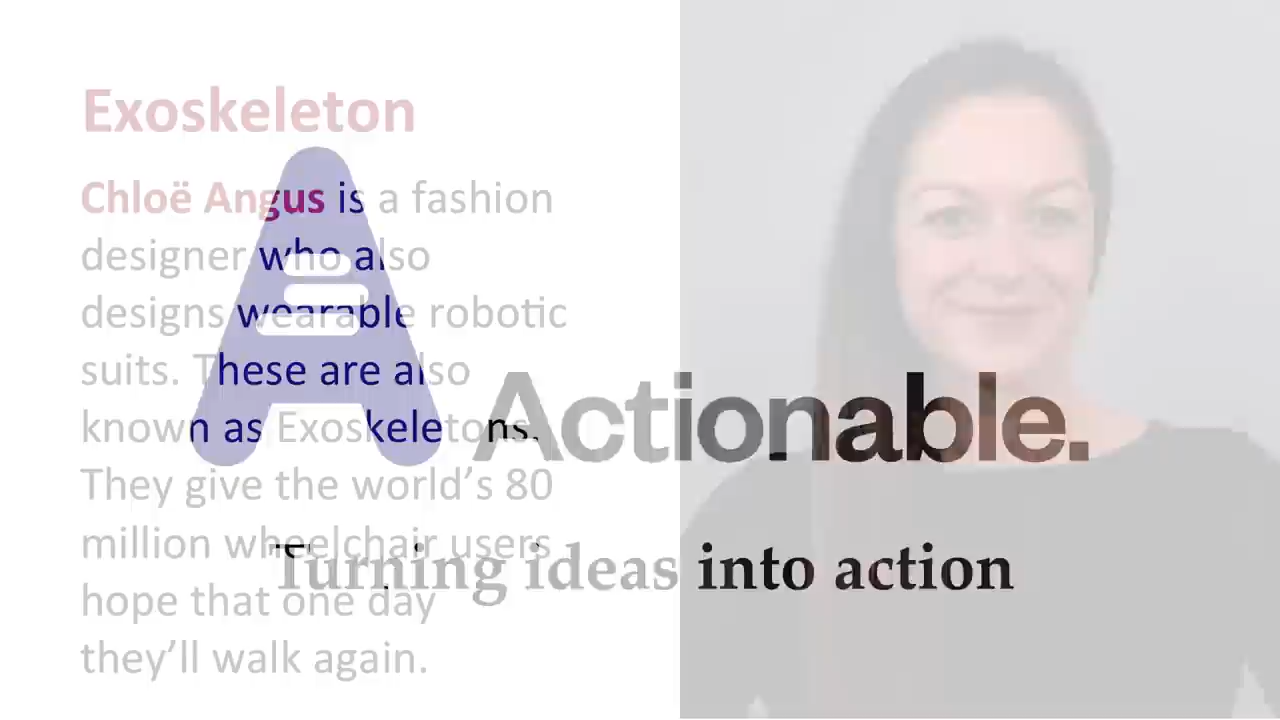 Exoskeleton
Chloë Angus is a fashion
designer who also
designs wearable robotic
suits. These are also
known as Exoskeletons.
They give the world's 80
million wheelchair users
hope that one day
they'll walk again.
Actionable.
Turning ideas into action